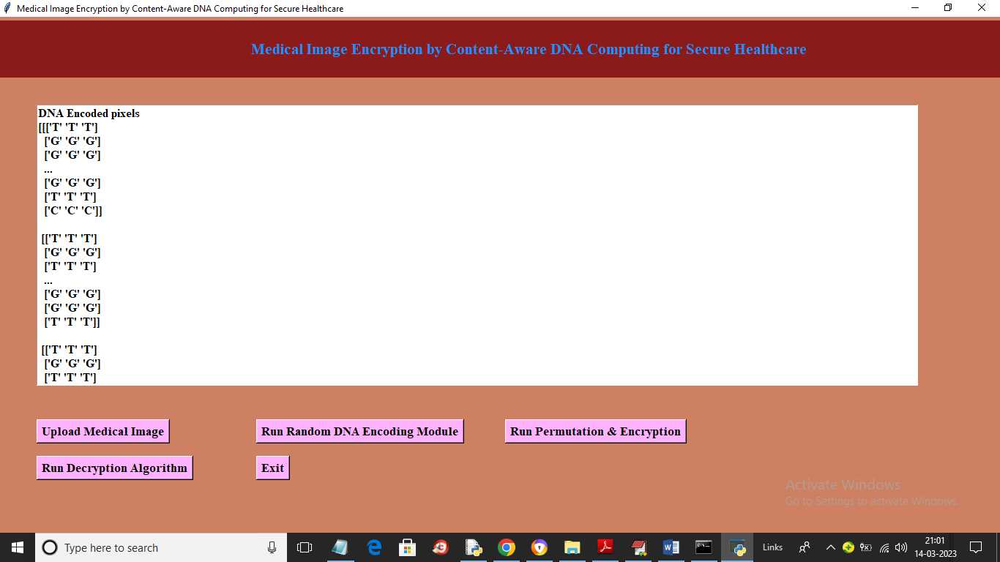 Medical Image Encryption by Content-Aware DNA Computing for Secure Healthcare
Medical Image Encryption by Content-Aware DNA Computing for Secure Healthcare
DNA Encoded pixels
[[['T' 'T' 'T']
['G' 'G' 'G']
['G' 'G' 'G']
...
['G' 'G' 'G']
['T' 'T' 'T']
['C' 'C' 'C']]
[['T' 'T' 'T']
['G' 'G' 'G']
['T' 'T' 'T']
...
['G' 'G' 'G']
['G' 'G' 'G']
['T' 'T' 'T']]
[['T' 'T' 'T']
['G' 'G' 'G']
['T' 'T' 'T']
Upload Medical Image
Run Random DNA Encoding Module
Run Permutation & Encryption
Run Decryption Algorithm
Exit
Activate Windows
Go to Settings to activate Windows.
Type here to search
Links
21:01
14-03-2023